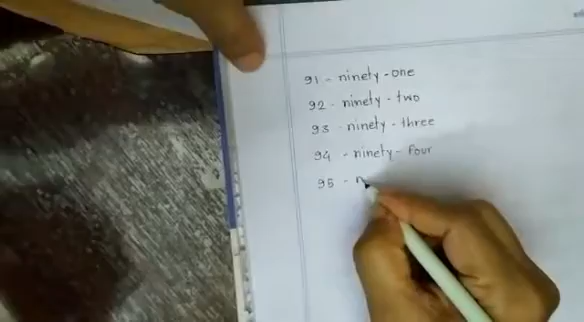 91 - ninety - one
92 - ninety - two
93 - ninety - three
94 - ninety - four
95 - n